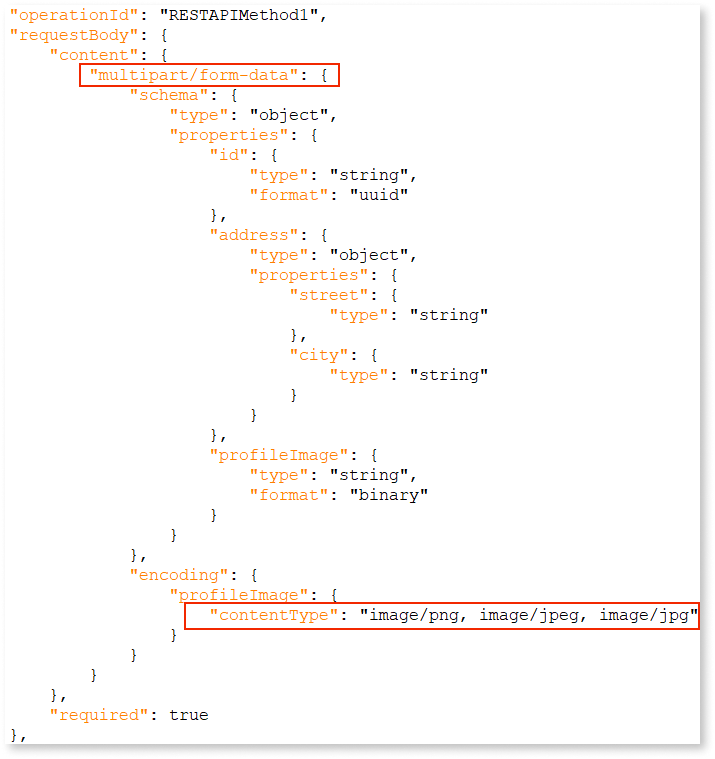 "operationId": "RESTAPIMethod1",
"requestBody": {
    "content": {
        "multipart/form-data": {
            "schema": {
                "type": "object",
                "properties": {
                    "id": {
                        "type": "string",
                        "format": "uuid"
                    },
                    "address": {
                        "type": "object",
                        "properties": {
                            "street": {
                                "type": "string"
                            },
                            "city": {
                                "type": "string"
                            }
                        }
                    },
                    "profileImage": {
                        "type": "string",
                        "format": "binary"
                    }
                }
            },
            "encoding": {
                "profileImage": {
                    "contentType": "image/png, image/jpeg, image/jpg"
                }
            }
        }
    },
    "required": true
},